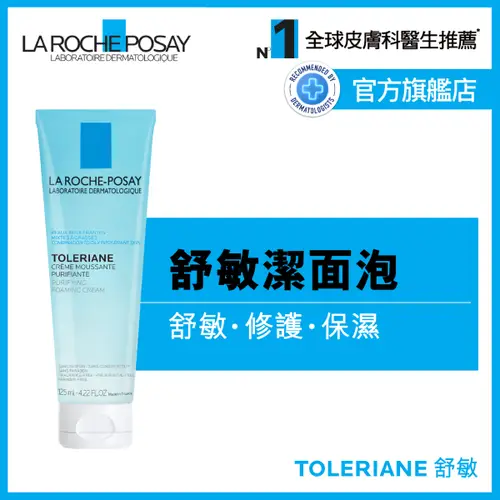 LA ROCHE-POSAY
LABORATOIRE DERMATOLOGIQUE
N°1 全球皮膚科醫生推薦*
RECOMMENDED BY
DERMATOLOGISTS
官方旗艦店
LA ROCHE-POSAY
LABORATOIRE DERMATOLOGIQUE
TOLERIANE
CRÈME MOUSSANTE
PURIFIANTE
PURIFYING
FOAMING CREAM
125 mL - 4.22 FL.OZ
舒敏潔面泡
舒敏·修護·保濕
TOLERIANE 舒敏